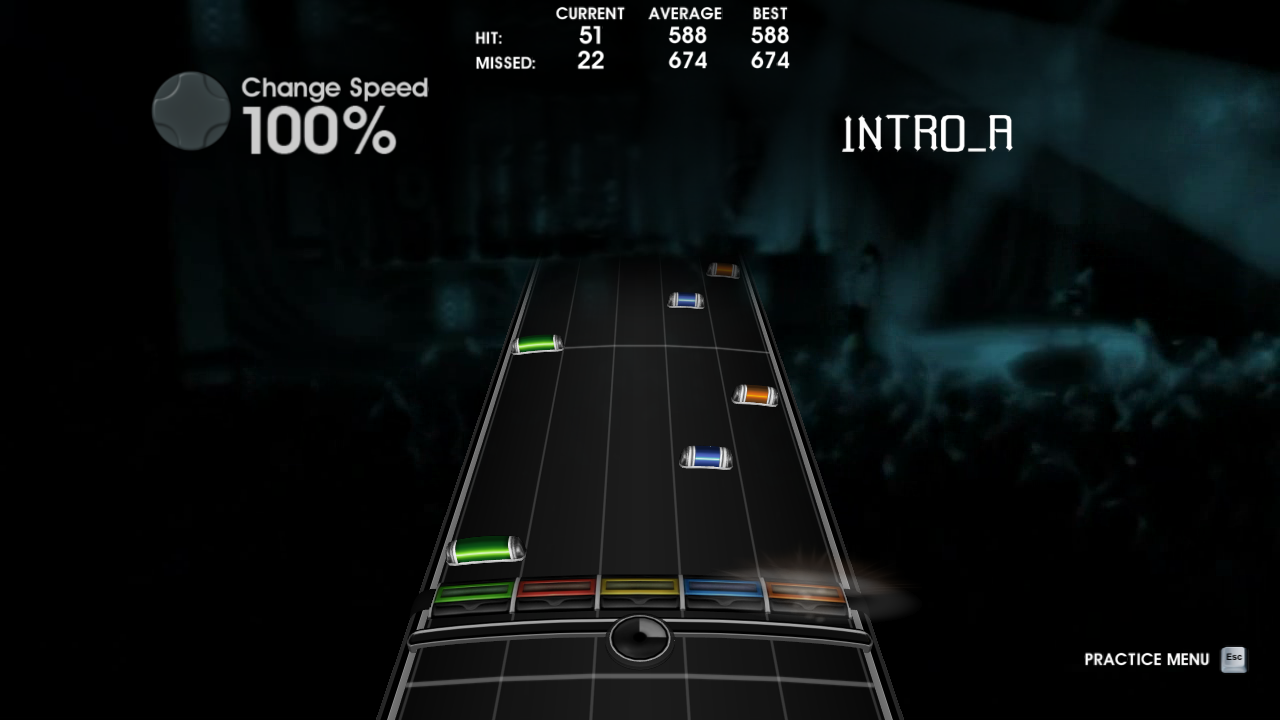 CURRENT AVERAGE BEST
HIT: 51 588 588
MISSED: 22 674 674
Change Speed
100%
INTRO_A
PRACTICE MENU Esc